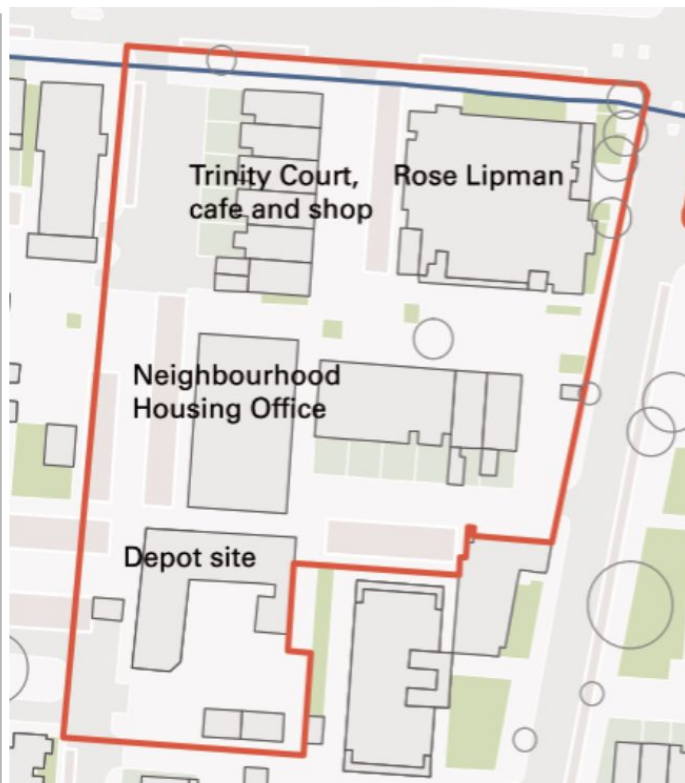 Trinity Court,
cafe and shop
Rose Lipman
Neighbourhood
Housing Office
Depot site